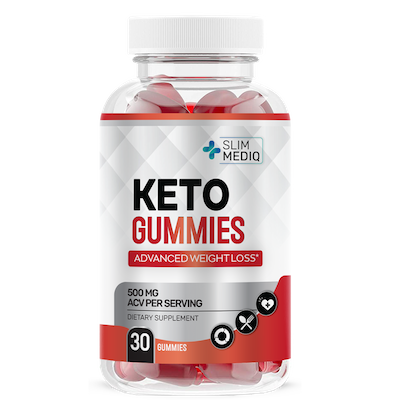 SLIM
MEDIQ
KETO
GUMMIES
ADVANCED WEIGHT LOSS*
500 MG
ACV PER SERVING
DIETARY SUPPLEMENT
30 GUMMIES